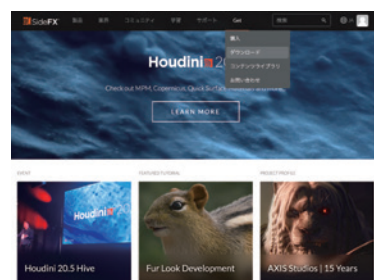 SideFX 製品 業界 コミュニティ 学習 サポート Get 検索
購入
ダウンロード
コンテンツライブラリ
お問い合わせ
Houdini 20
Check out MPM, Copernicus, Quick Surface
LEARN MORE
EVENT FEATURED TUTORIAL PROJECT PROFILE
Houdini
Houdini 20.5 Hive Fur Look Development AXIS Studios | 15 Years